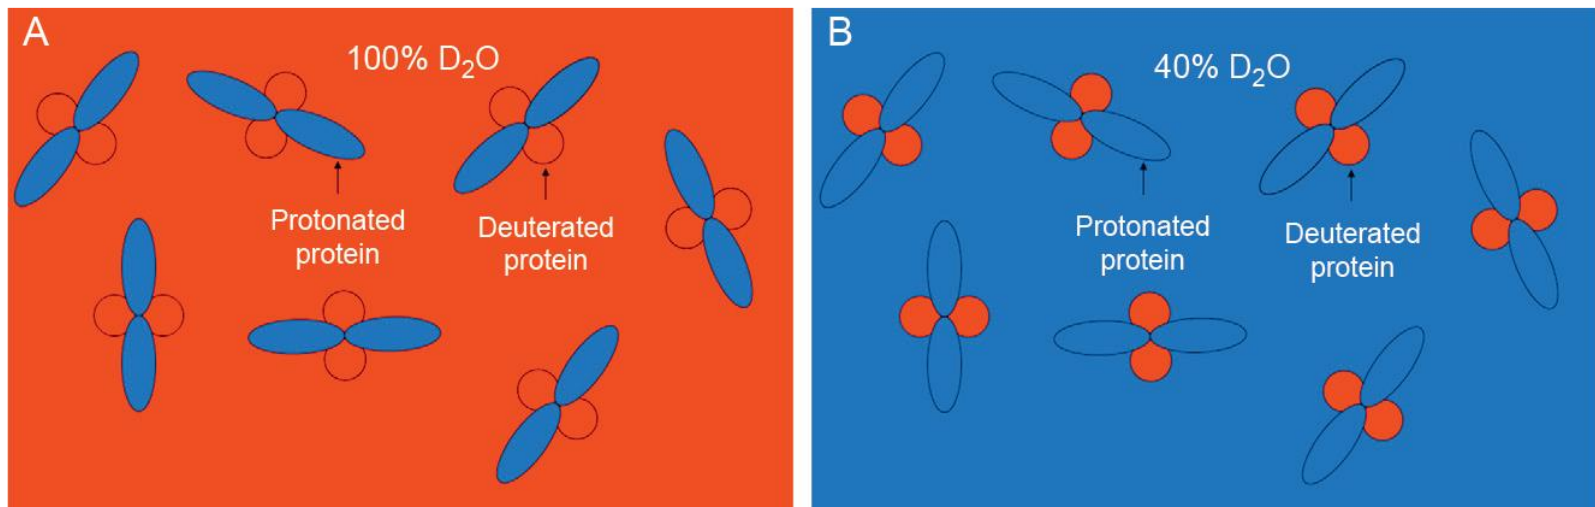 A
100% D₂O
Protonated
protein
Deuterated
protein
B
40% D₂O
Protonated
protein
Deuterated
protein